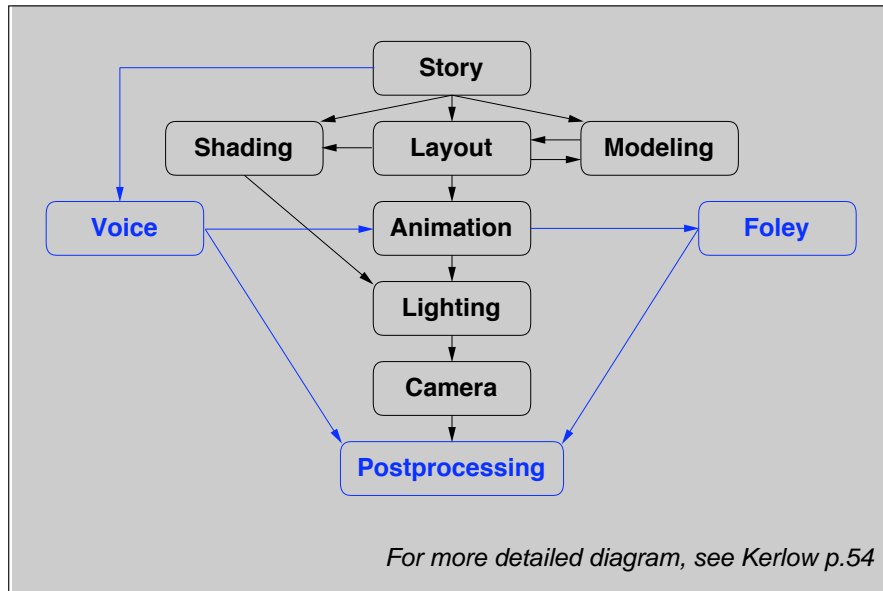 Story
Shading
Layout
Modeling
Voice
Animation
Foley
Lighting
Camera
Postprocessing
For more detailed diagram, see Kerlow p.54